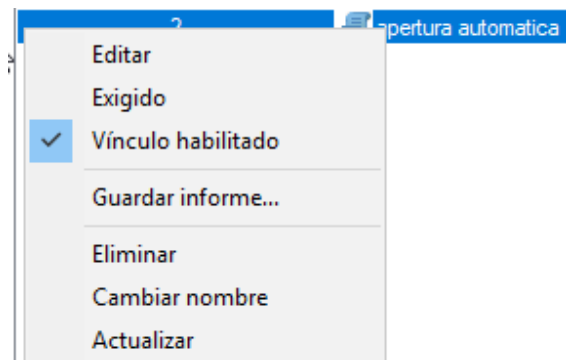 2 apertura automatica
Editar
Exigido
Vínculo habilitado
Guardar informe...
Eliminar
Cambiar nombre
Actualizar